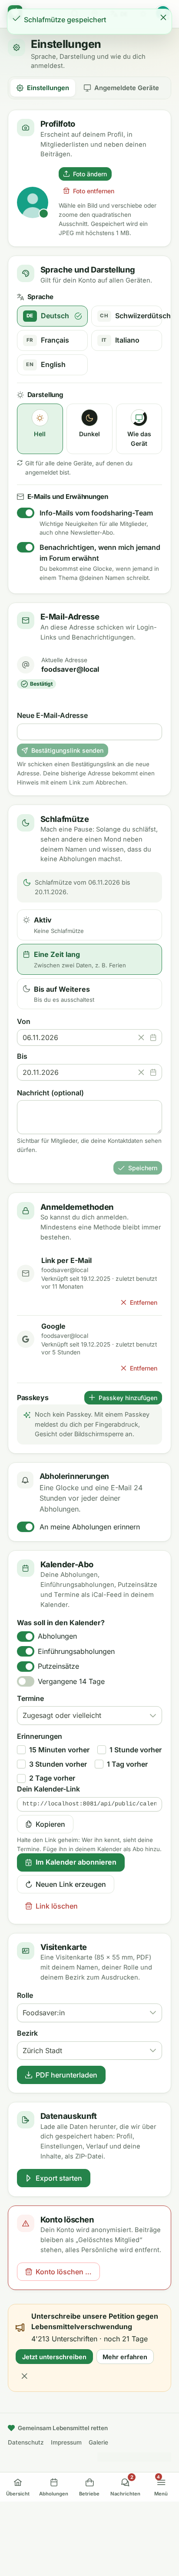 Schlafmütze gespeichert
Einstellungen
Sprache, Darstellung und wie du dich
anmeldest.
Einstellungen
Angemeldete Geräte
Profilfoto
Erscheint auf deinem Profil, in
Mitgliederlisten und neben deinen
Beiträgen.
Foto ändern
Foto entfernen
Wähle ein Bild und verschiebe oder
zoome den quadratischen
Ausschnitt. Gespeichert wird ein
JPEG mit höchstens 1 MB.
Sprache und Darstellung
Gilt für dein Konto auf allen Geräten.
Sprache
DE Deutsch
CH Schwiizerdütsch
FR Français
IT Italiano
EN English
Darstellung
Hell
Dunkel
Wie das
Gerät
Gilt für alle deine Geräte, auf denen du
angemeldet bist.
E-Mails und Erwähnungen
Info-Mails vom foodsharing-Team
Wichtige Neuigkeiten für alle Mitglieder,
auch ohne Newsletter-Abo.
Benachrichtigen, wenn mich jemand
im Forum erwähnt
Du bekommst eine Glocke, wenn jemand in
einem Thema @deinen Namen schreibt.
E-Mail-Adresse
An diese Adresse schicken wir Login-
Links und Benachrichtigungen.
Aktuelle Adresse
foodsaver@local
Bestätigt
Neue E-Mail-Adresse
Bestätigungslink senden
Wir schicken einen Bestätigungslink an die neue
Adresse. Deine bisherige Adresse bekommt einen
Hinweis mit einem Link zum Abbrechen.
Schlafmütze
Mach eine Pause: Solange du schläfst,
sehen andere einen Mond neben
deinem Namen und wissen, dass du
keine Abholungen machst.
Schlafmütze vom 06.11.2026 bis
20.11.2026.
Aktiv
Keine Schlafmütze
Eine Zeit lang
Zwischen zwei Daten, z. B. Ferien
Bis auf Weiteres
Bis du es ausschaltest
Von
06.11.2026
Bis
20.11.2026
Nachricht (optional)
Sichtbar für Mitglieder, die deine Kontaktdaten sehen
dürfen.
Speichern
Anmeldemethoden
So kannst du dich anmelden.
Mindestens eine Methode bleibt immer
bestehen.
Link per E-Mail
foodsaver@local
Verknüpft seit 19.12.2025 · zuletzt benutzt
vor 11 Monaten
Entfernen
Google
foodsaver@local
Verknüpft seit 19.12.2025 · zuletzt benutzt
vor 5 Stunden
Entfernen
Passkeys
Passkey hinzufügen
Noch kein Passkey. Mit einem Passkey
meldest du dich per Fingerabdruck,
Gesicht oder Bildschirmsperre an.
Abholerinnerungen
Eine Glocke und eine E-Mail 24
Stunden vor jeder deiner
Abholungen.
An meine Abholungen erinnern
Kalender-Abo
Deine Abholungen,
Einführungsabholungen, Putzeinsätze
und Termine als iCal-Feed in deinem
Kalender.
Was soll in den Kalender?
Abholungen
Einführungsabholungen
Putzeinsätze
Vergangene 14 Tage
Termine
Zugesagt oder vielleicht
Erinnerungen
15 Minuten vorher
1 Stunde vorher
3 Stunden vorher
1 Tag vorher
2 Tage vorher
Dein Kalender-Link
http://localhost:8081/api/public/caler
Kopieren
Halte den Link geheim: Wer ihn kennt, sieht deine
Termine. Füge ihn in deinem Kalender als Abo hinzu.
Im Kalender abonnieren
Neuen Link erzeugen
Link löschen
Visitenkarte
Eine Visitenkarte (85 × 55 mm, PDF)
mit deinem Namen, deiner Rolle und
deinem Bezirk zum Ausdrucken.
Rolle
Foodsaver:in
Bezirk
Zürich Stadt
PDF herunterladen
Datenauskunft
Lade alle Daten herunter, die wir über
dich gespeichert haben: Profil,
Einstellungen, Verlauf und deine
Inhalte, als ZIP-Datei.
Export starten
Konto löschen
Dein Konto wird anonymisiert. Beiträge
bleiben als „Gelöschtes Mitglied“
stehen, alles Persönliche wird entfernt.
Konto löschen …
Unterschreibe unsere Petition gegen
Lebensmittelverschwendung
4'213 Unterschriften · noch 21 Tage
Jetzt unterschreiben
Mehr erfahren
Gemeinsam Lebensmittel retten
Datenschutz
Impressum
Galerie
2
4
Übersicht
Abholungen
Betriebe
Nachrichten
Menü